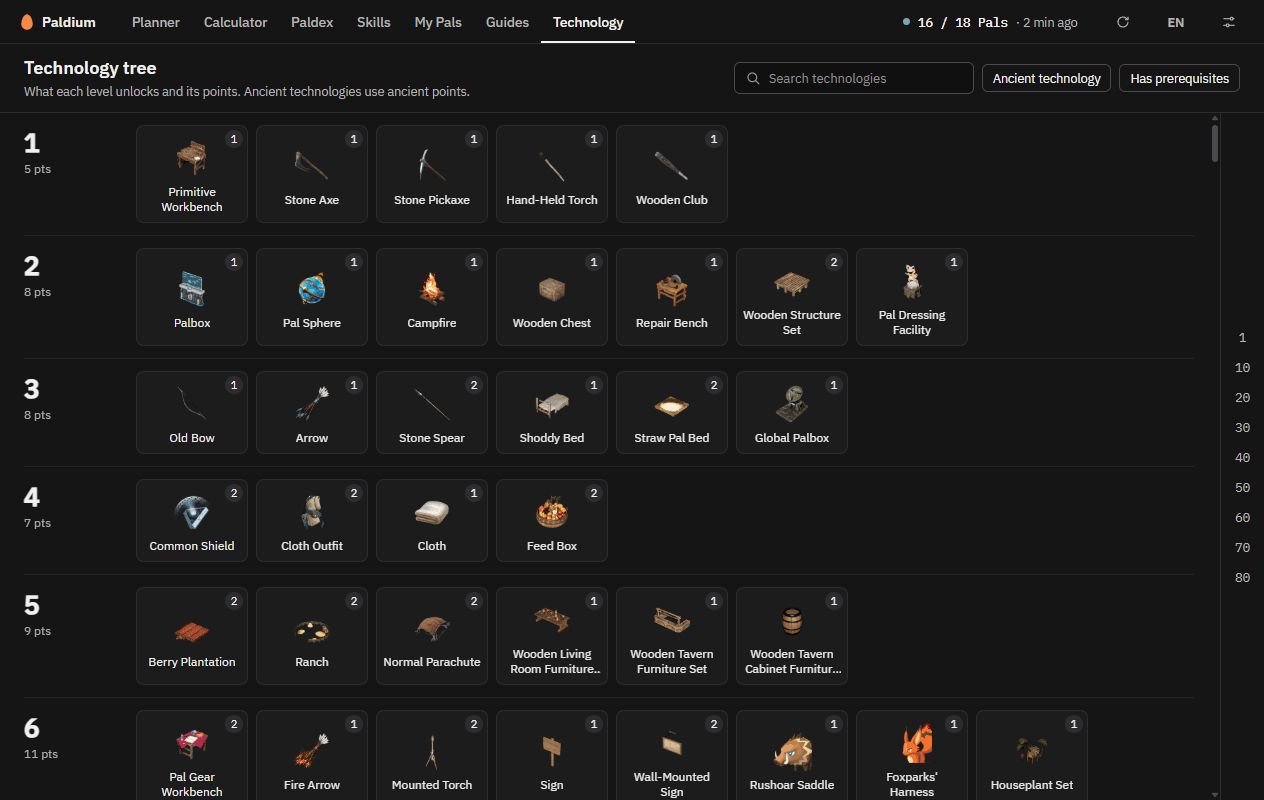 Paldium Planner Calculator Paldex Skills My Pals Guides Technology 16 / 18 Pals · 2 min ago EN
Technology tree
What each level unlocks and its points. Ancient technologies use ancient points.
Search technologies Ancient technology Has prerequisites
1
5 pts
1 1 1 1 1
Primitive
Workbench
Stone Axe
Stone Pickaxe
Hand-Held Torch
Wooden Club
2
8 pts
1 1 1 1 1 2 1
Palbox
Pal Sphere
Campfire
Wooden Chest
Repair Bench
Wooden Structure
Set
Pal Dressing
Facility
3
8 pts
1 1 2 1 2 1
Old Bow
Arrow
Stone Spear
Shoddy Bed
Straw Pal Bed
Global Palbox
4
7 pts
2 2 1 2
Common Shield
Cloth Outfit
Cloth
Feed Box
5
9 pts
2 2 2 1 1 1
Berry Plantation
Ranch
Normal Parachute
Wooden Living
Room Furniture..
Wooden Tavern
Furniture Set
Wooden Tavern
Cabinet Furnitur...
6
11 pts
2 1 2 1 2 1 1 1
Pal Gear
Workbench
Fire Arrow
Mounted Torch
Sign
Wall-Mounted
Sign
Rushoar Saddle
Foxparks'
Harness
Houseplant Set
1
10
20
30
40
50
60
70
80